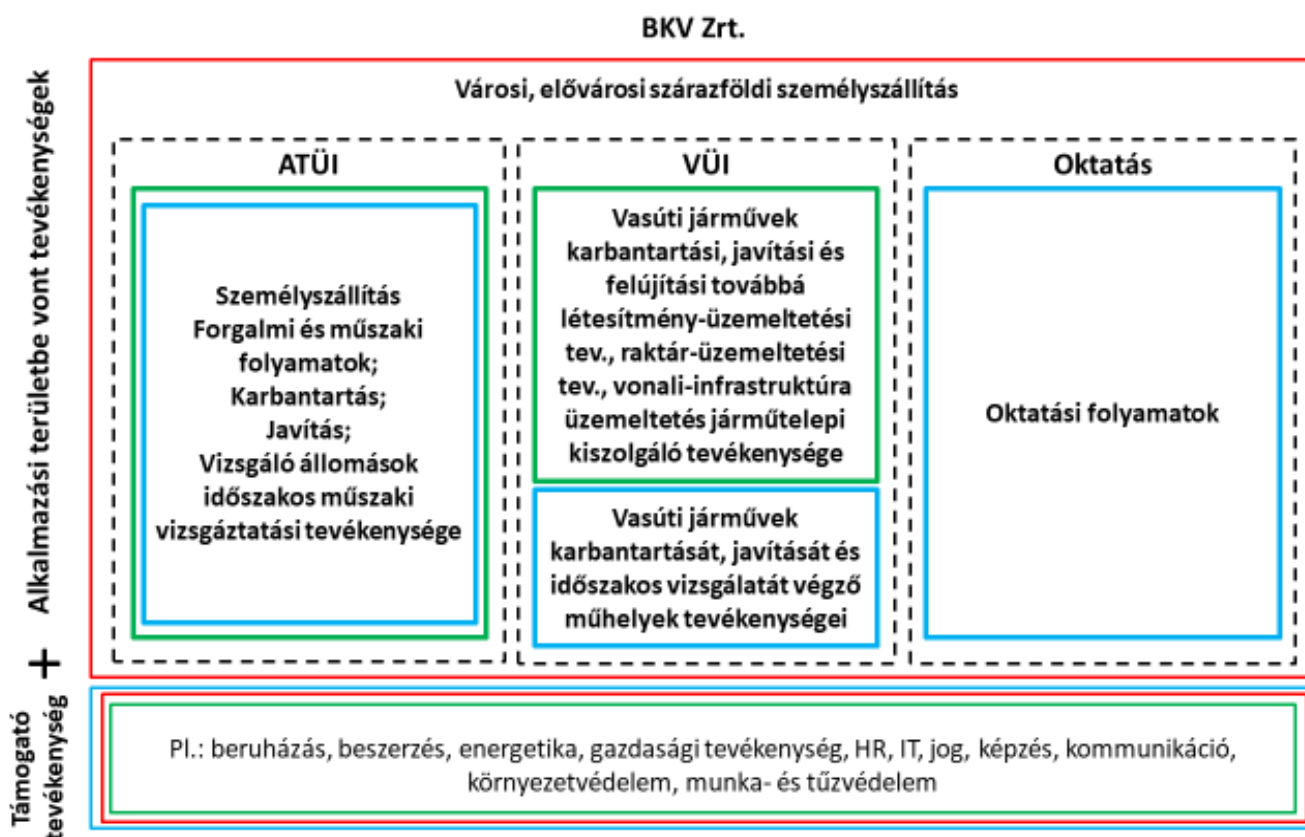 BKV Zrt.
Alkalmazási területbe vont tevékenységek
Városi, elővárosi szárazföldi személyszállítás
ATÜI
Személyszállítás
Forgalmi és műszaki
folyamatok;
Karbantartás;
Javítás;
Vizsgáló állomások
időszakos műszaki
vizsgáztatási tevékenysége
VÜI
Vasúti járművek
karbantartási, javítási és
felújítási továbbá
létesítmény-üzemeltetési
tev., raktár-üzemeltetési
tev., vonali-infrastruktúra
üzemeltetés járműtelepi
kiszolgáló tevékenysége
Vasúti járművek
karbantartását, javítását és
időszakos vizsgálatát végző
műhelyek tevékenységei
Oktatás
Oktatási folyamatok
+
Támogató
tevékenység
Pl.: beruházás, beszerzés, energetika, gazdasági tevékenység, HR, IT, jog, képzés, kommunikáció,
környezetvédelem, munka- és tűzvédelem